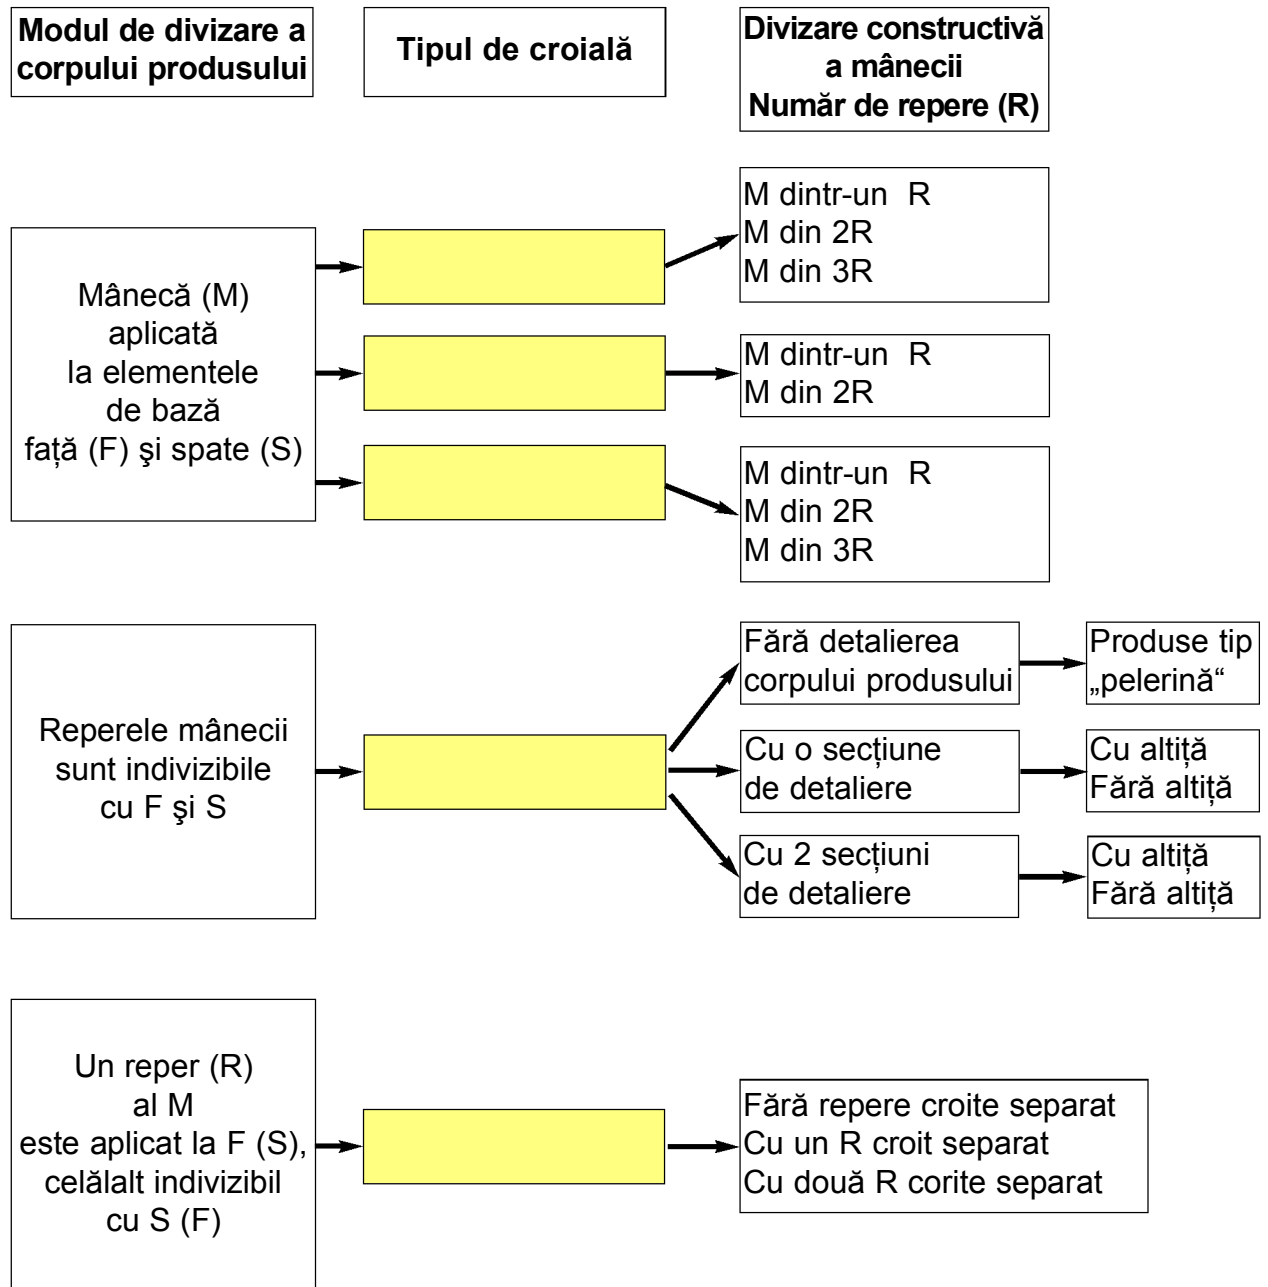 Modul de divizare a
corpului produsului
Tipul de croială
Divizare constructivă
a mânecii
Număr de repere (R)
Mânecă (M)
aplicată
la elementele
de bază
față (F) şi spate (S)
M dintr-un R
M din 2R
M din 3R
M dintr-un R
M din 2R
M dintr-un R
M din 2R
M din 3R
Reperele mânecii
sunt indivizibile
cu F şi S
Fără detalierea
corpului produsului
Produse tip
„pelerină“
Cu o secțiune
de detaliere
Cu altiță
Fără altiță
Cu 2 secțiuni
de detaliere
Cu altiță
Fără altiță
Un reper (R)
al M
este aplicat la F (S),
celălalt indivizibil
cu S (F)
Fără repere croite separat
Cu un R croit separat
Cu două R corite separat